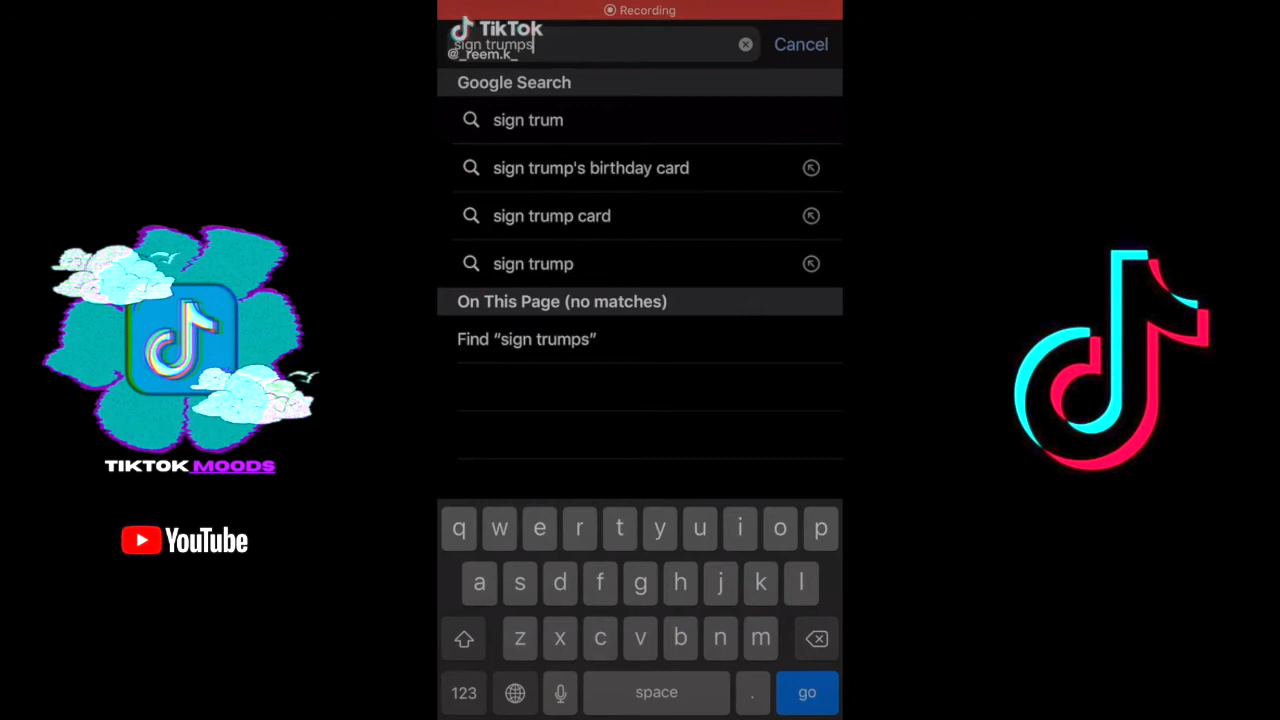 Recording
TikTok
sign trumps
@_reem.k_
Cancel
Google Search
sign trum
sign trump's birthday card
sign trump card
sign trump
On This Page (no matches)
Find “sign trumps”
TIKTOK MOODS
YouTube
q w e r t y u i o p
a s d f g h j k l
z x c v b n m
123 space . go